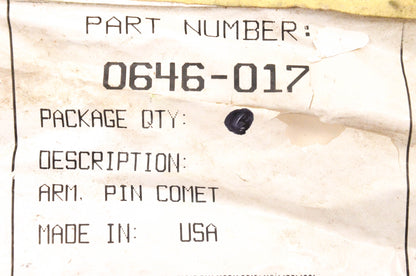 PART NUMBER:
0646-017
PACKAGE QTY:
DESCRIPTION:
ARM, PIN COMET
MADE IN: USA